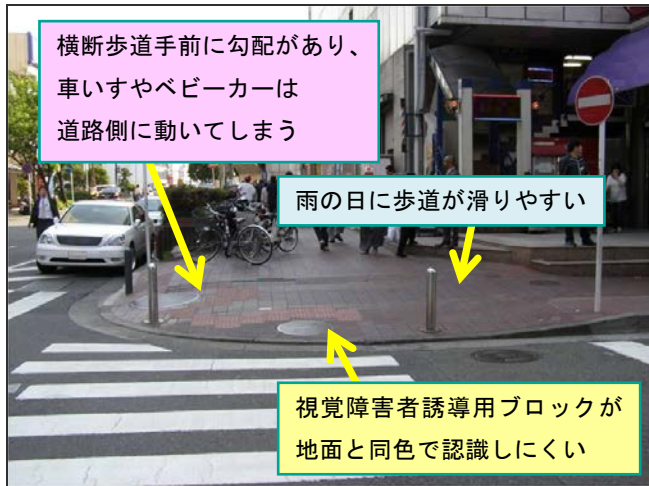 横断歩道手前に勾配があり、
車いすやベビーカーは
道路側に動いてしまう
雨の日に歩道が滑りやすい
視覚障害者誘導用ブロックが
地面と同色で認識しにくい